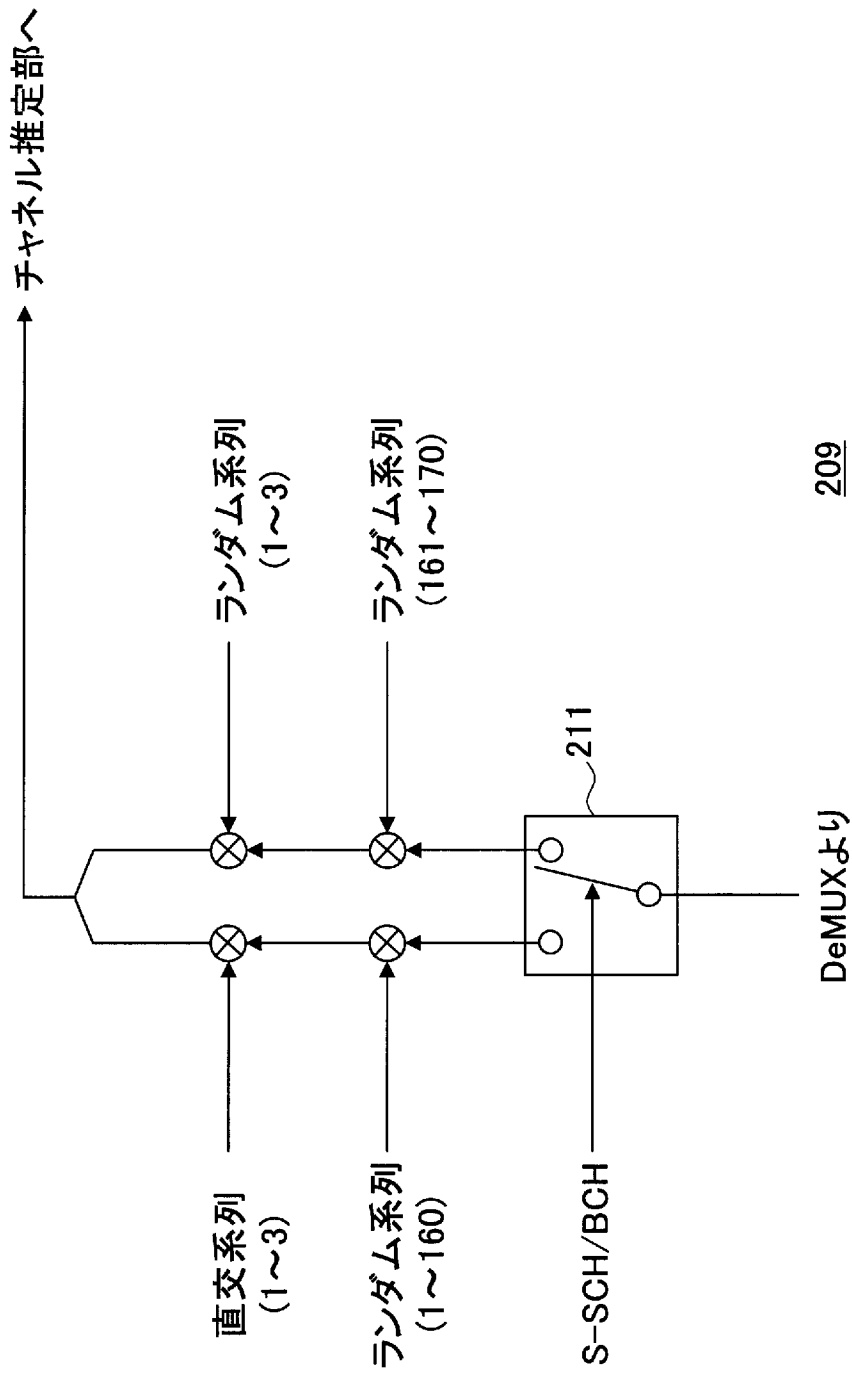 チャネル推定部へ
直交系列
(1～3)
ランダム系列
(1～3)
ランダム系列
(1～160)
ランダム系列
(161～170)
S-SCH/BCH
211
DeMUXより
209